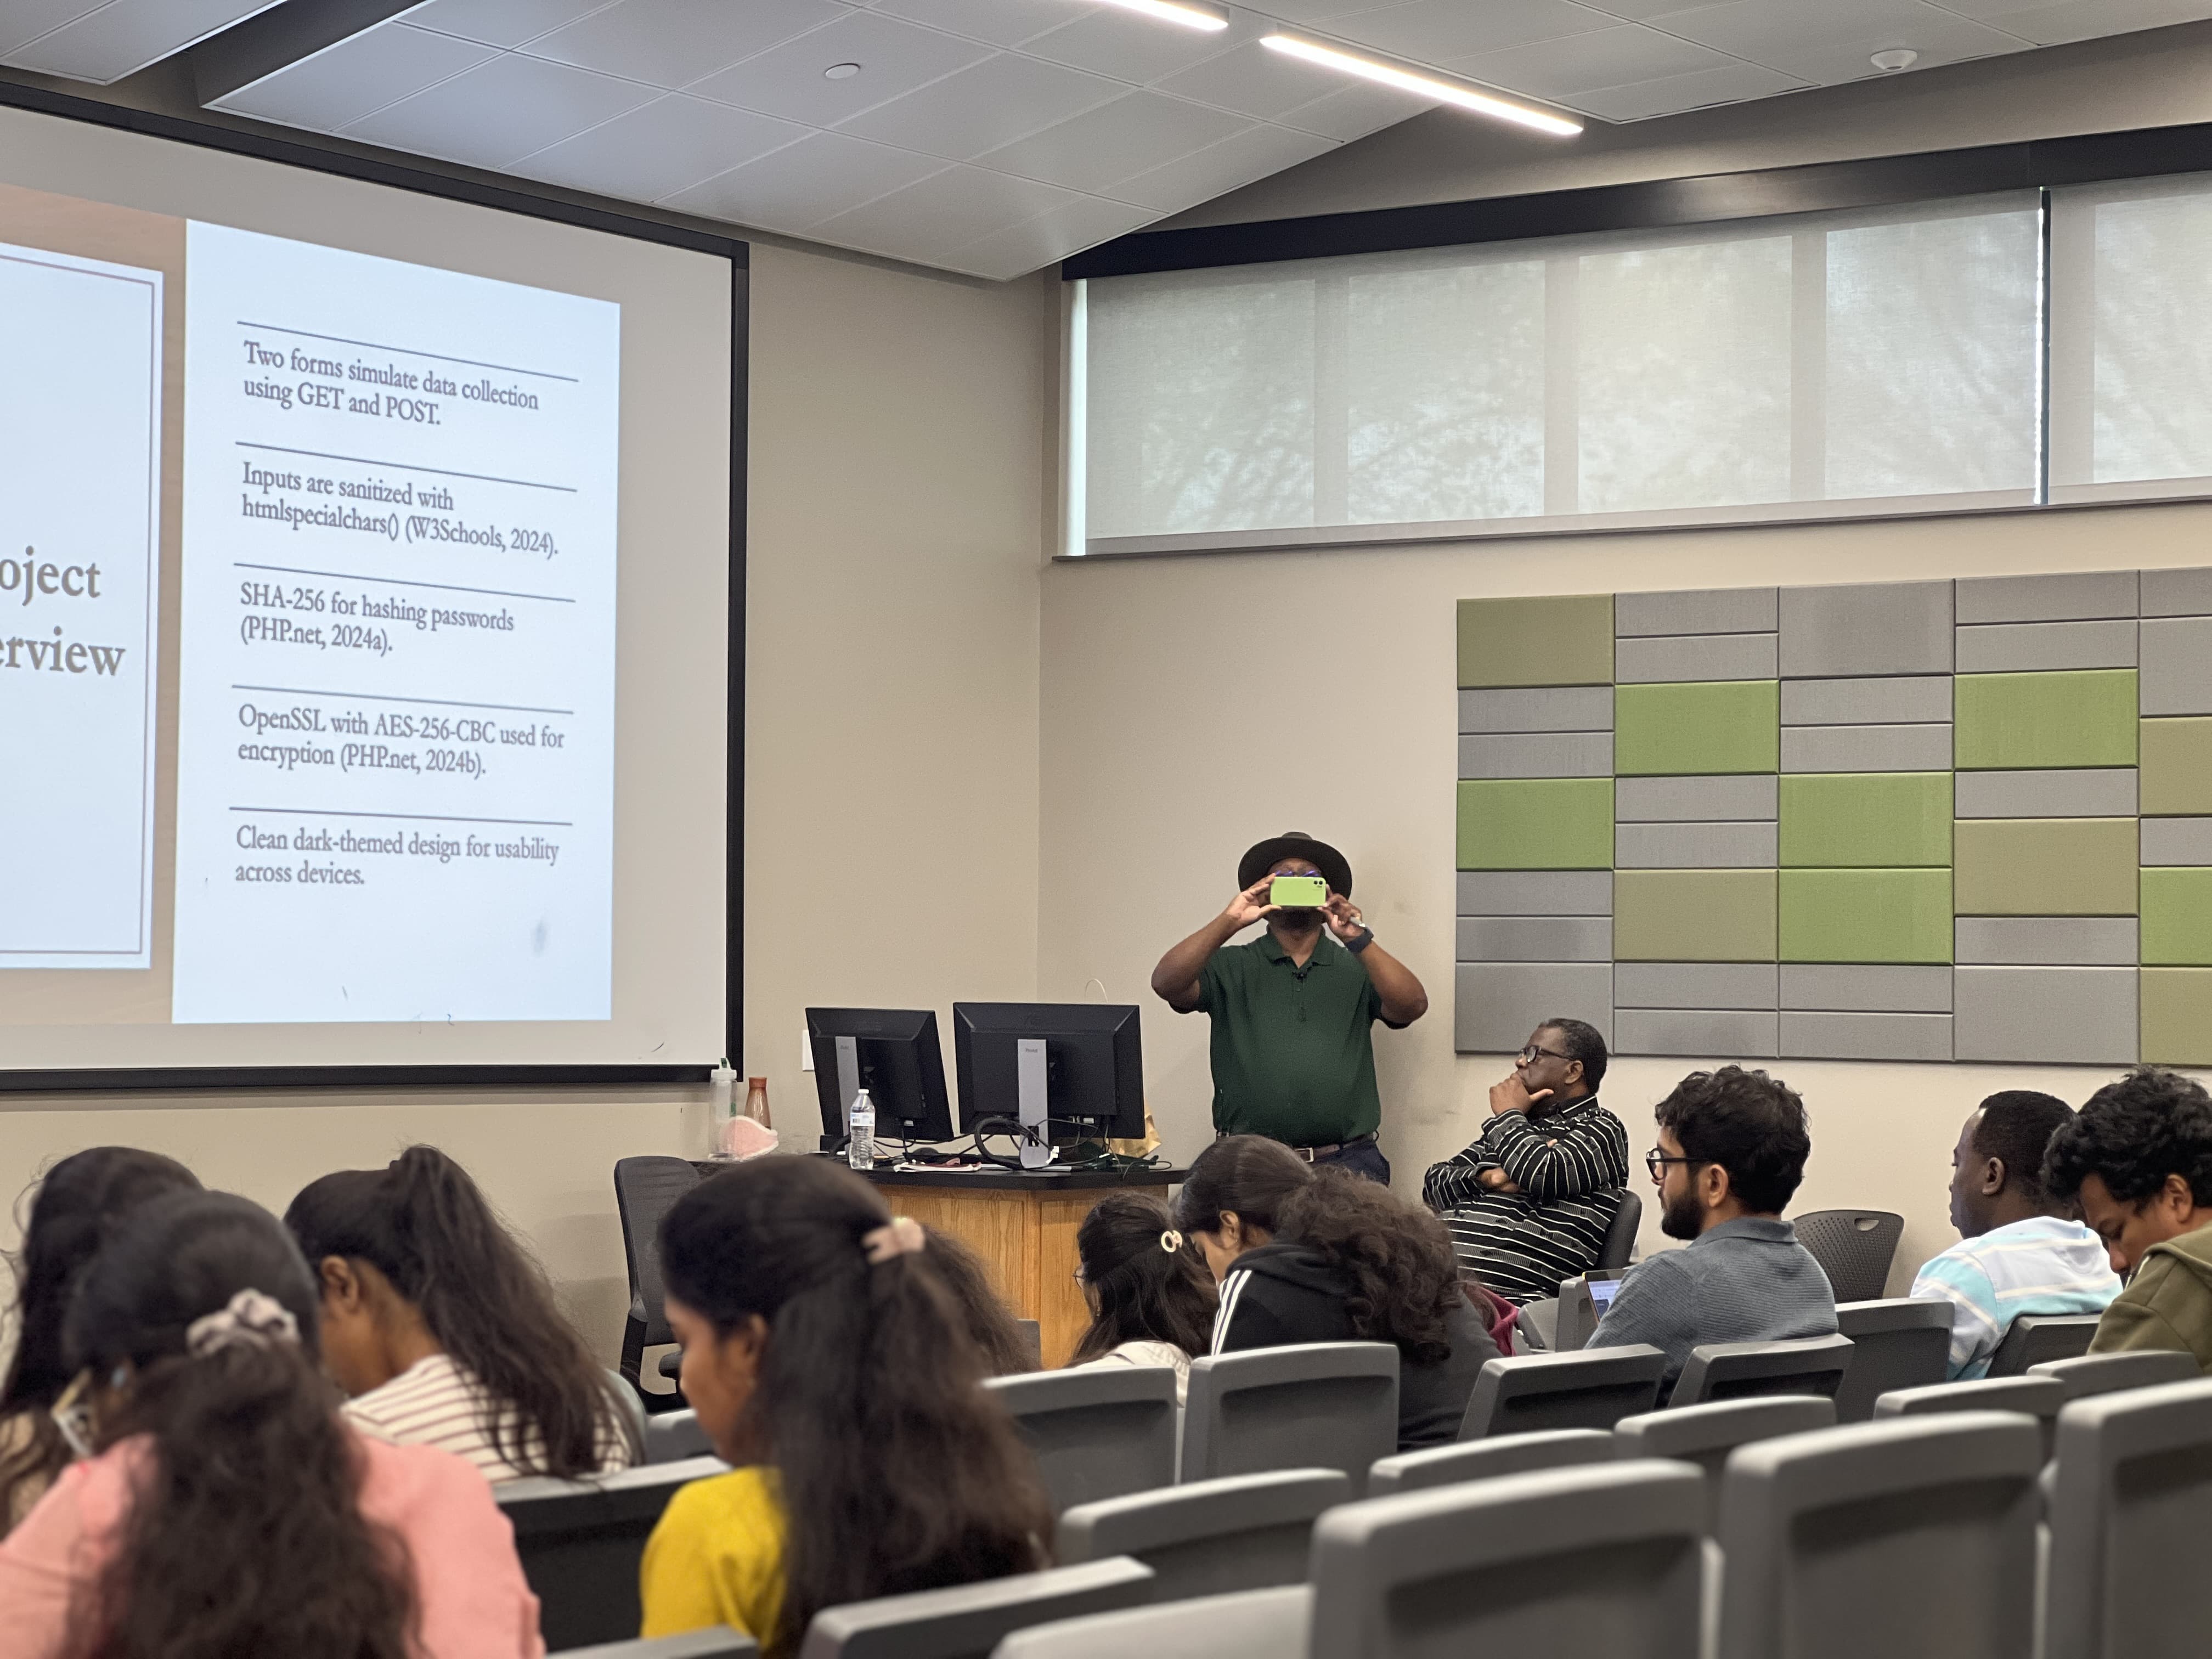 oject
erview
Two forms simulate data collection
using GET and POST.
Inputs are sanitized with
htmlspecialchars() (W3Schools, 2024).
SHA-256 for hashing passwords
(PHP.net, 2024a).
OpenSSL with AES-256-CBC used for
encryption (PHP.net, 2024b).
Clean dark-themed design for usability
across devices.